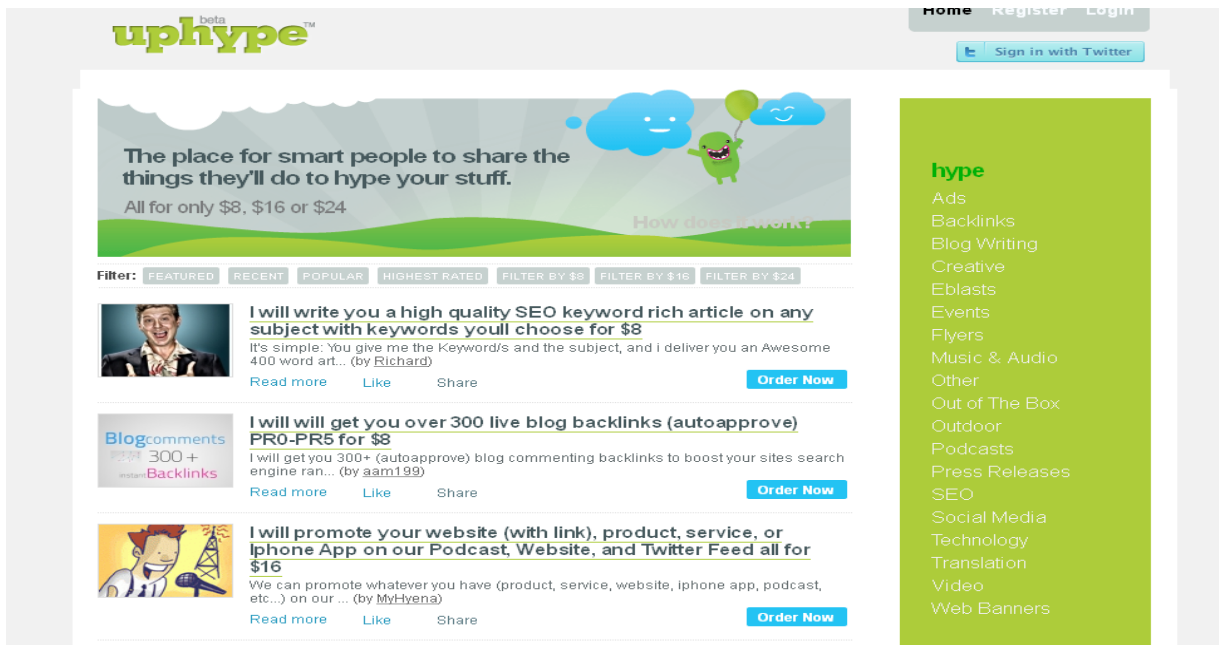 beta
uphype™
Home Register Login
Sign in with Twitter
The place for smart people to share the
things they'll do to hype your stuff.
All for only $8, $16 or $24
How does it work?
Filter: FEATURED RECENT POPULAR HIGHEST RATED FILTER BY $8 FILTER BY $16 FILTER BY $24
I will write you a high quality SEO keyword rich article on any
subject with keywords youll choose for $8
It's simple: You give me the Keyword/s and the subject, and i deliver you an Awesome
400 word art... (by Richard)
Read more Like Share
Order Now
Blogcomments
300 +
instantBacklinks
I will will get you over 300 live blog backlinks (autoapprove)
PR0-PR5 for $8
I will get you 300+ (autoapprove) blog commenting backlinks to boost your sites search
engine ran... (by aam199)
Read more Like Share
Order Now
I will promote your website (with link), product, service, or
Iphone App on our Podcast, Website, and Twitter Feed all for
$16
We can promote whatever you have (product, service, website, iphone app, podcast,
etc...) on our ... (by MyHyena)
Read more Like Share
Order Now
hype
Ads
Backlinks
Blog Writing
Creative
Eblasts
Events
Flyers
Music & Audio
Other
Out of The Box
Outdoor
Podcasts
Press Releases
SEO
Social Media
Technology
Translation
Video
Web Banners